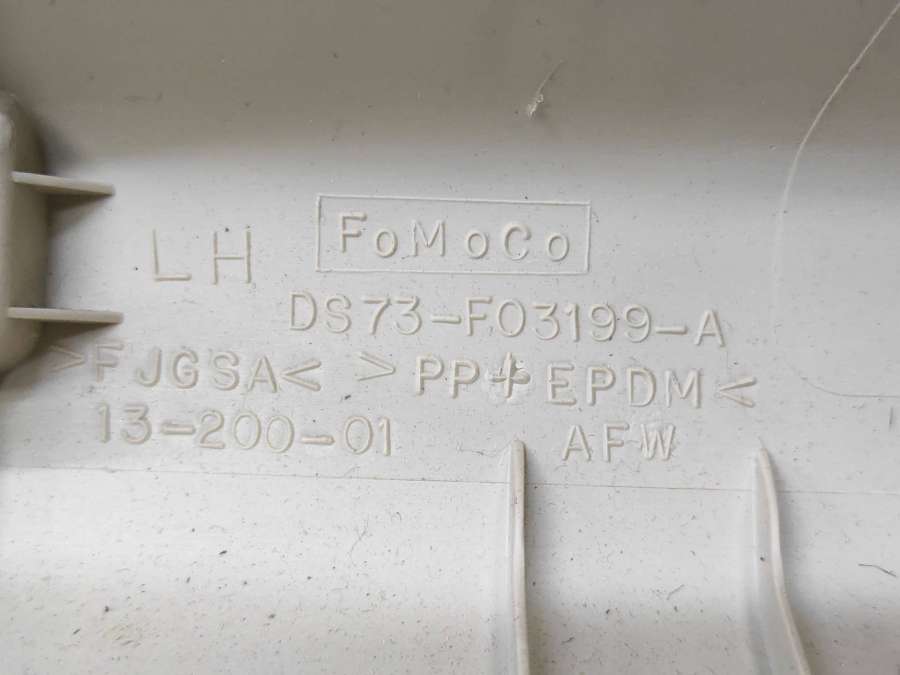 LH
FoMoCo
DS73-F03199-A
>FJGSA< >PP+EPDM<
13-200-01 AFW